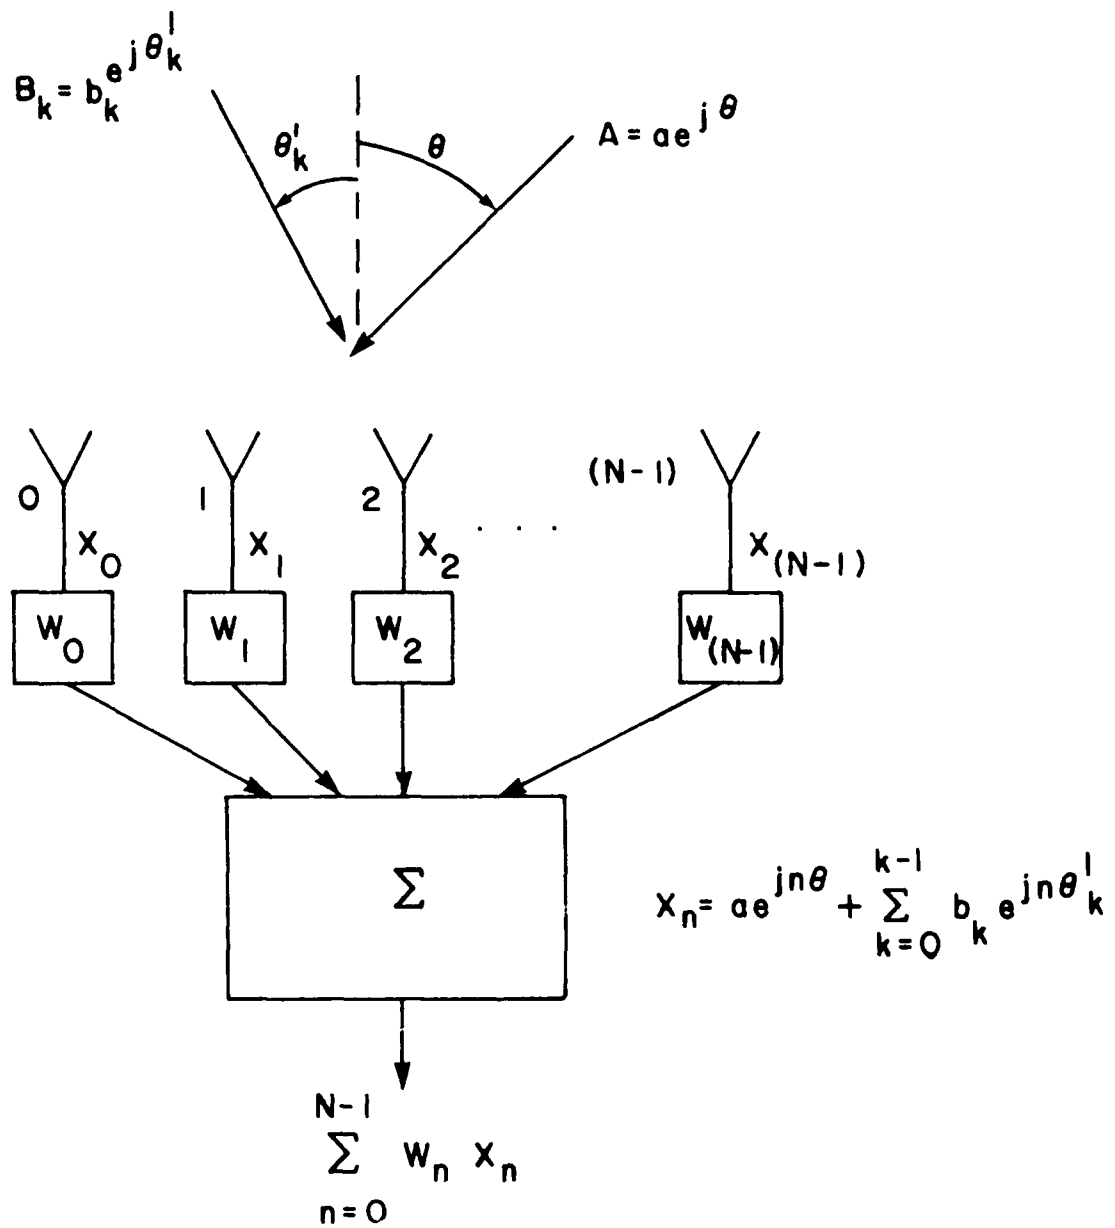 B_k = b_k e^{jθ'_k}
θ'_k
θ
A = ae^{jθ}
0
1
2
(N-1)
X_0
X_1
X_2
. . .
X_(N-1)
W_0
W_1
W_2
W_(N-1)
Σ
X_n = ae^{jnθ} + Σ_{k=0}^{k-1} b_k e^{jnθ'_k}
Σ_{n=0}^{N-1} W_n X_n